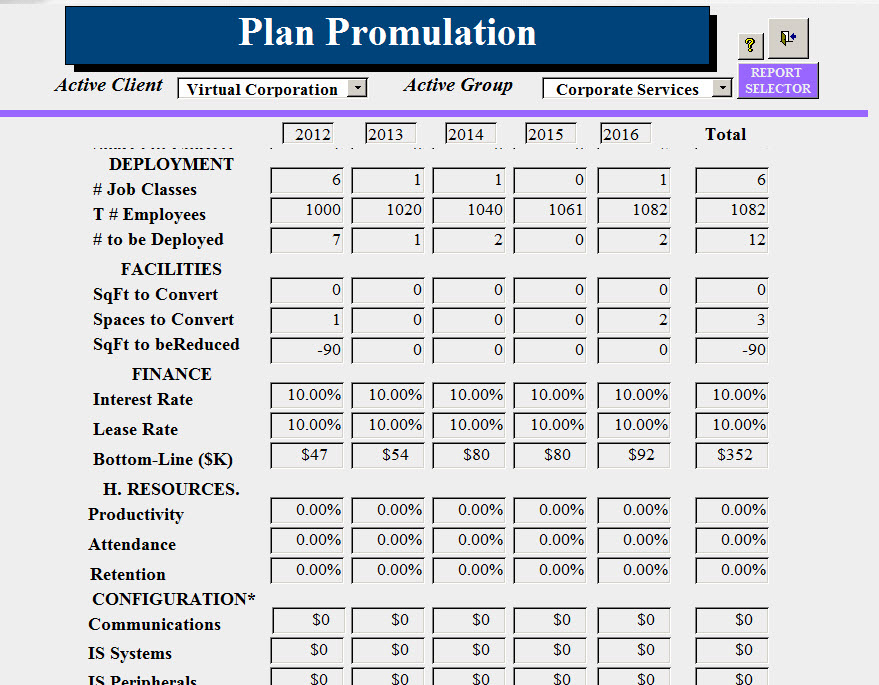 Plan Promulation
?
Active Client Virtual Corporation Active Group Corporate Services REPORT SELECTOR
2012 2013 2014 2015 2016 Total
DEPLOYMENT
# Job Classes 6 1 1 0 1 6
T # Employees 1000 1020 1040 1061 1082 1082
# to be Deployed 7 1 2 0 2 12
FACILITIES
SqFt to Convert 0 0 0 0 0 0
Spaces to Convert 1 0 0 0 2 3
SqFt to beReduced -90 0 0 0 0 -90
FINANCE
Interest Rate 10.00% 10.00% 10.00% 10.00% 10.00% 10.00%
Lease Rate 10.00% 10.00% 10.00% 10.00% 10.00% 10.00%
Bottom-Line ($K) $47 $54 $80 $80 $92 $352
H. RESOURCES.
Productivity 0.00% 0.00% 0.00% 0.00% 0.00% 0.00%
Attendance 0.00% 0.00% 0.00% 0.00% 0.00% 0.00%
Retention 0.00% 0.00% 0.00% 0.00% 0.00% 0.00%
CONFIGURATION*
Communications $0 $0 $0 $0 $0 $0
IS Systems $0 $0 $0 $0 $0 $0
IS Peripherals $0 $0 $0 $0 $0 $0